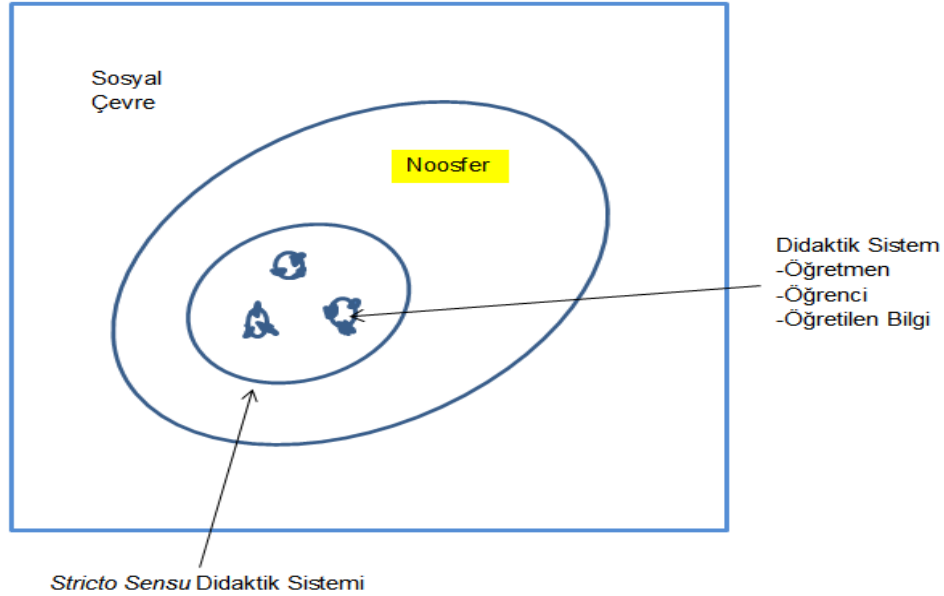 Sosyal
Çevre
Noosfer
Didaktik Sistem
-Öğretmen
-Öğrenci
-Öğretilen Bilgi
Stricto Sensu Didaktik Sistemi